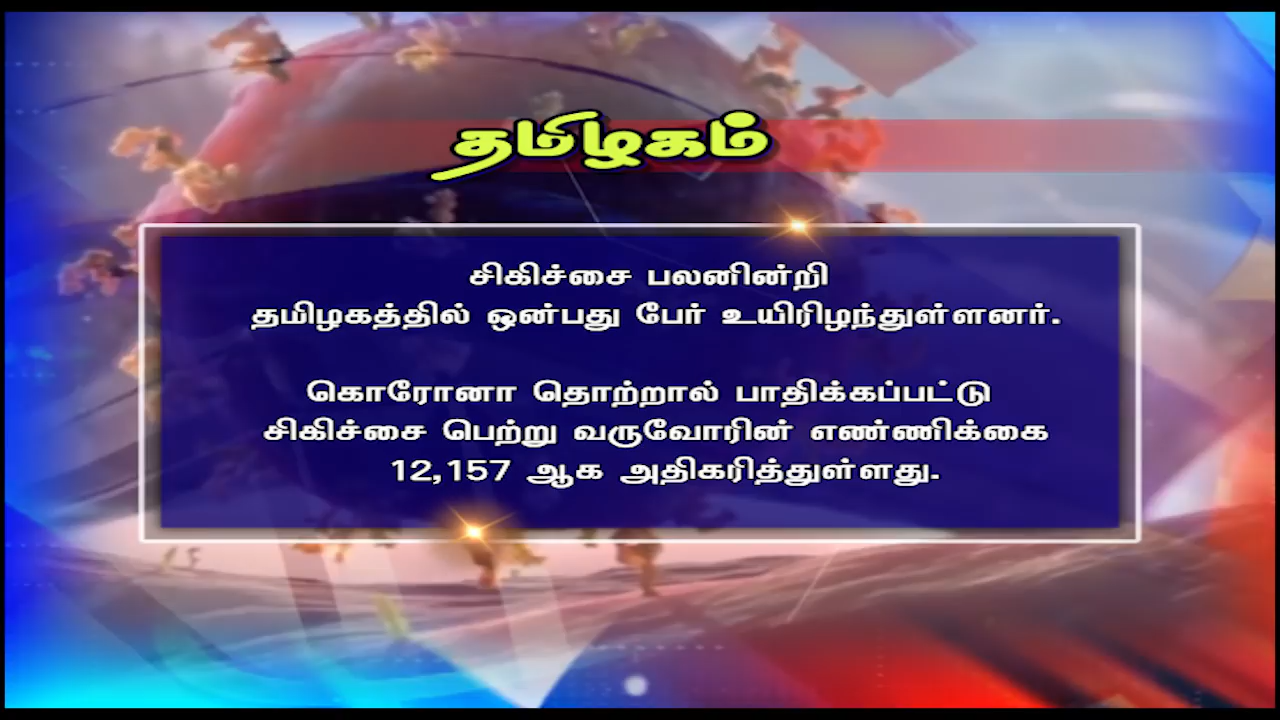 தமிழகம்
சிகிச்சை பலனின்றி
தமிழகத்தில் ஒன்பது பேர் உயிரிழந்துள்ளனர்.
கொரோனா தொற்றால் பாதிக்கப்பட்டு
சிகிச்சை பெற்று வருவோரின் எண்ணிக்கை
12,157 ஆக அதிகரித்துள்ளது.